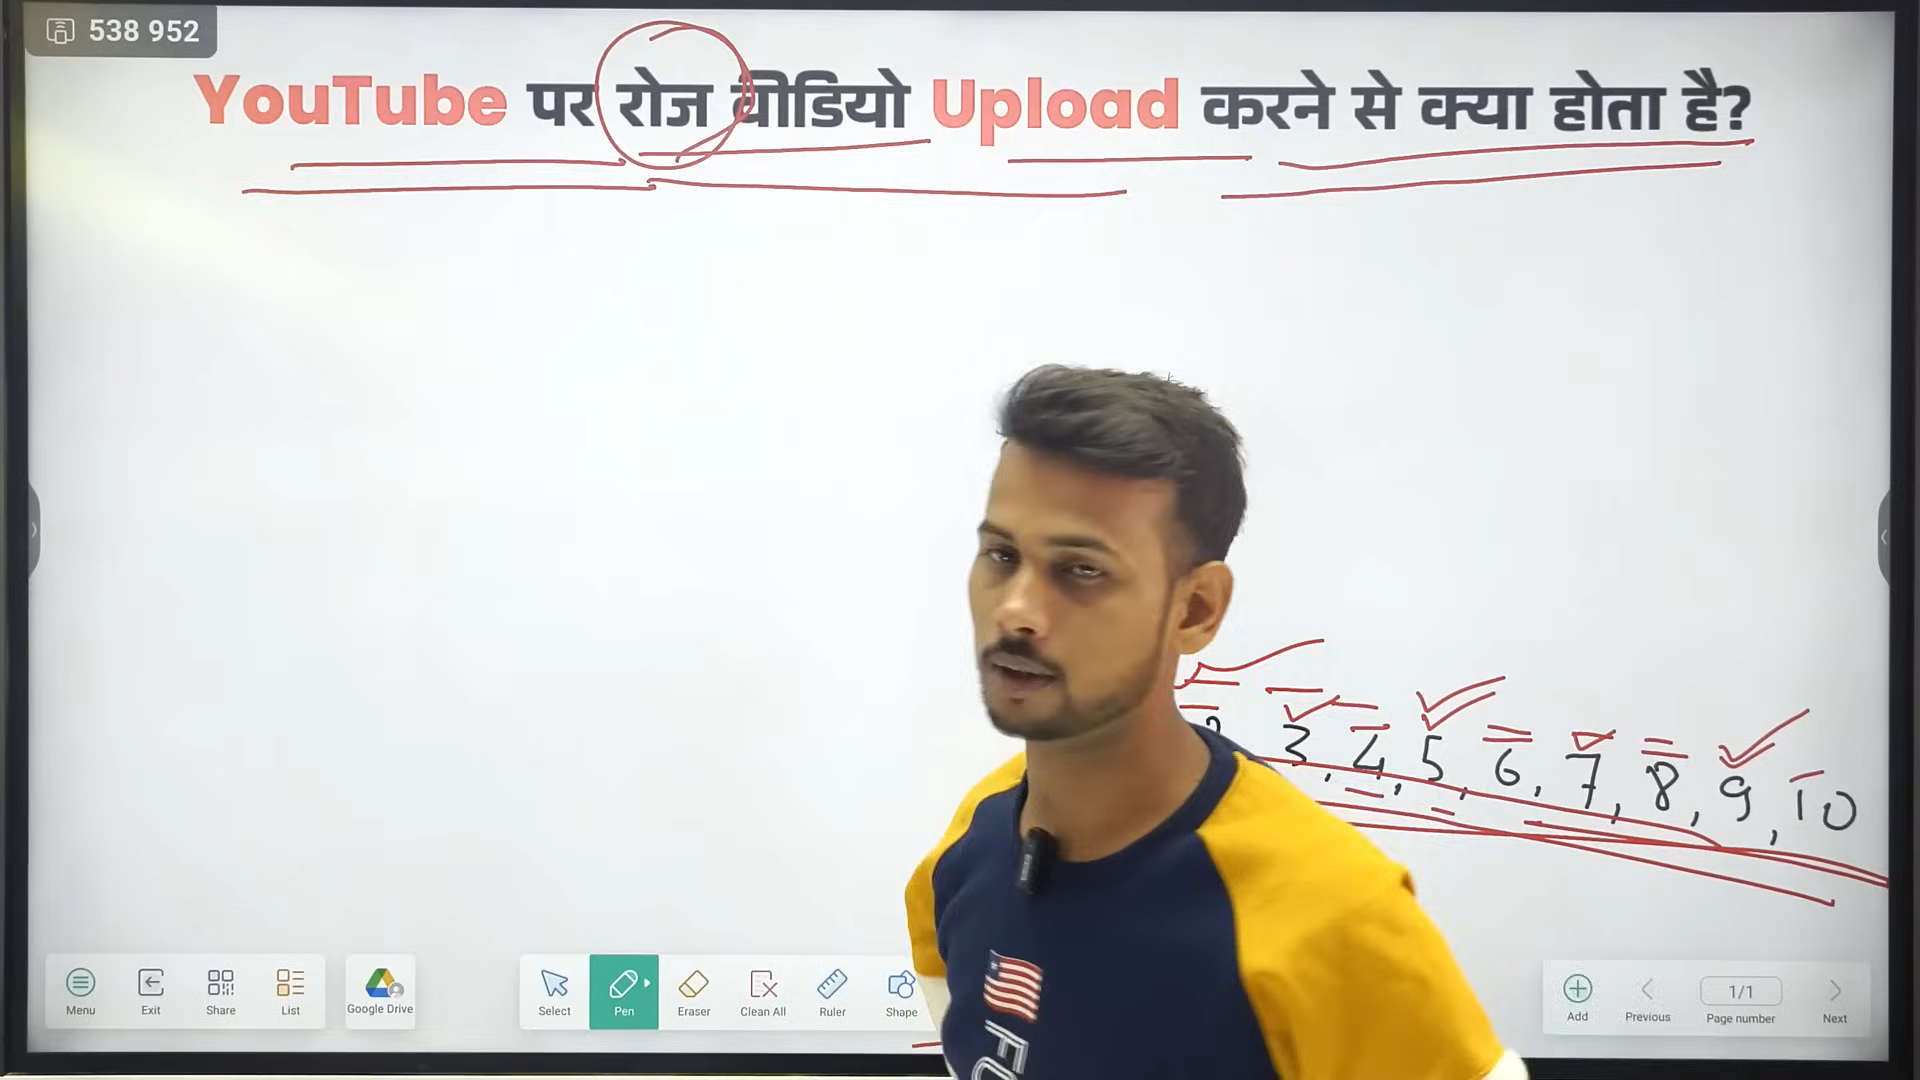 538 952
YouTube पर रोज वीडियो Upload करने से क्या होता है?
3, 4, 5, 6, 7, 8, 9, 10
Menu Exit Share List Google Drive Select Pen Eraser Clean All Ruler Shape Add Previous 1/1 Page number Next